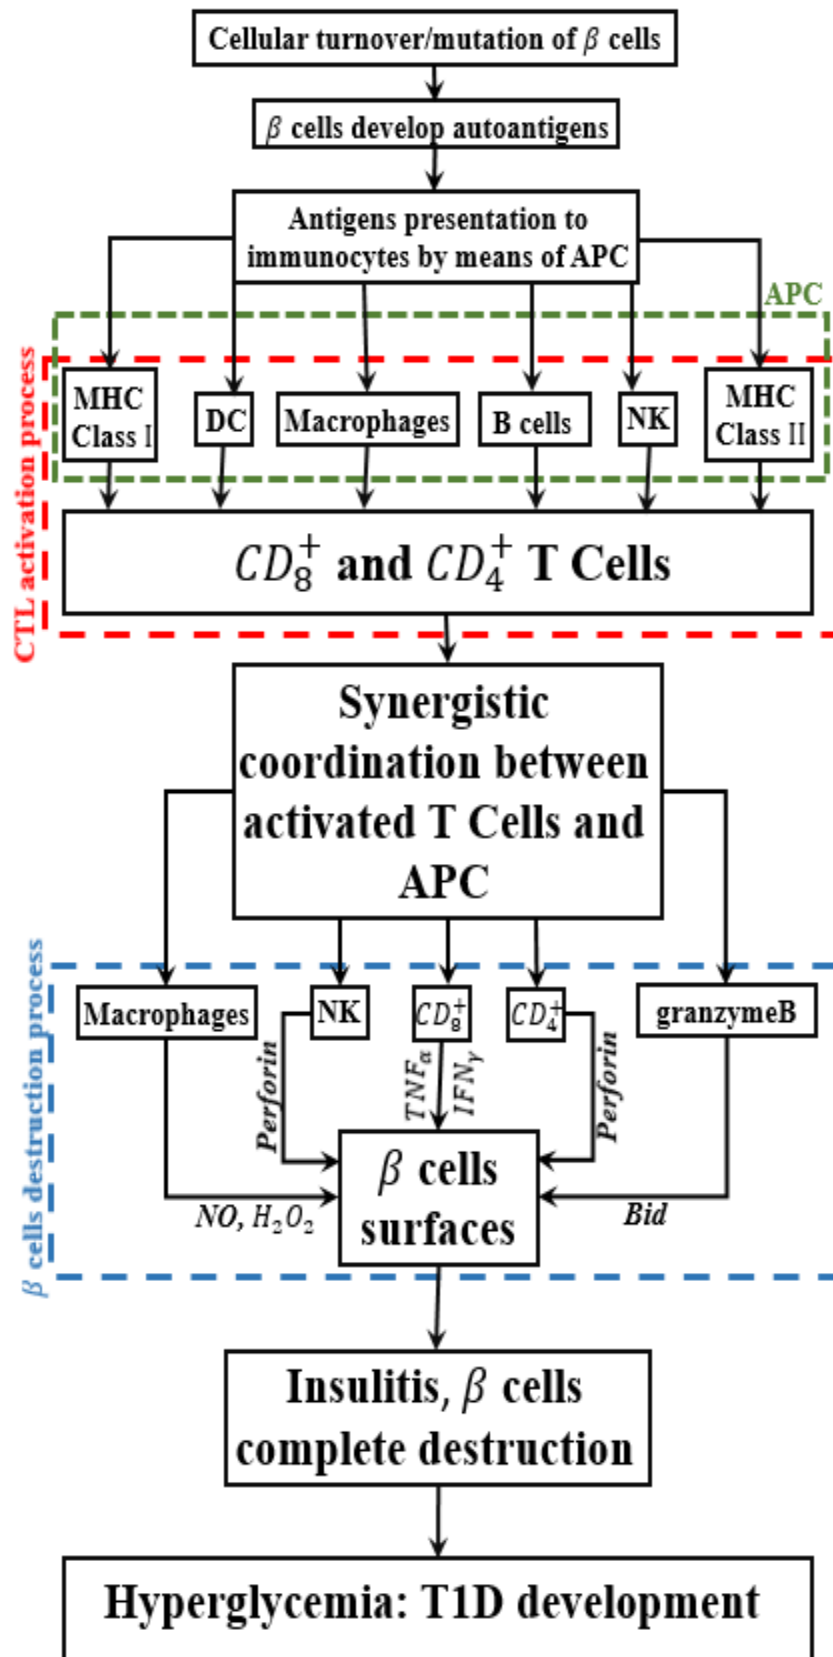 Cellular turnover/mutation of β cells
β cells develop autoantigens
Antigens presentation to
immunocytes by means of APC
APC
CTL activation process
MHC
Class I
DC
Macrophages
B cells
NK
MHC
Class II
CD₈⁺ and CD₄⁺ T Cells
Synergistic
coordination between
activated T Cells and
APC
β cells destruction process
Macrophages
NK
CD₈⁺
CD₄⁺
granzymeB
Perforin
TNFα
IFNγ
Perforin
NO, H₂O₂
β cells
surfaces
Bid
Insulitis, β cells
complete destruction
Hyperglycemia: T1D development